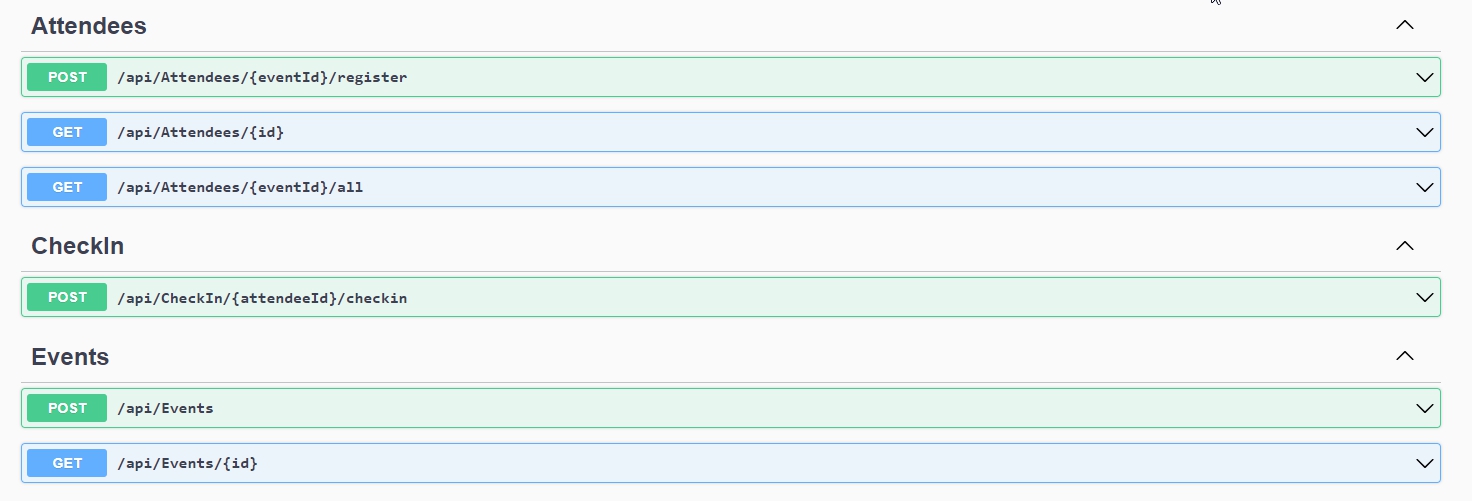 Attendees
POST /api/Attendees/{eventId}/register
GET /api/Attendees/{id}
GET /api/Attendees/{eventId}/all
CheckIn
POST /api/CheckIn/{attendeeId}/checkin
Events
POST /api/Events
GET /api/Events/{id}